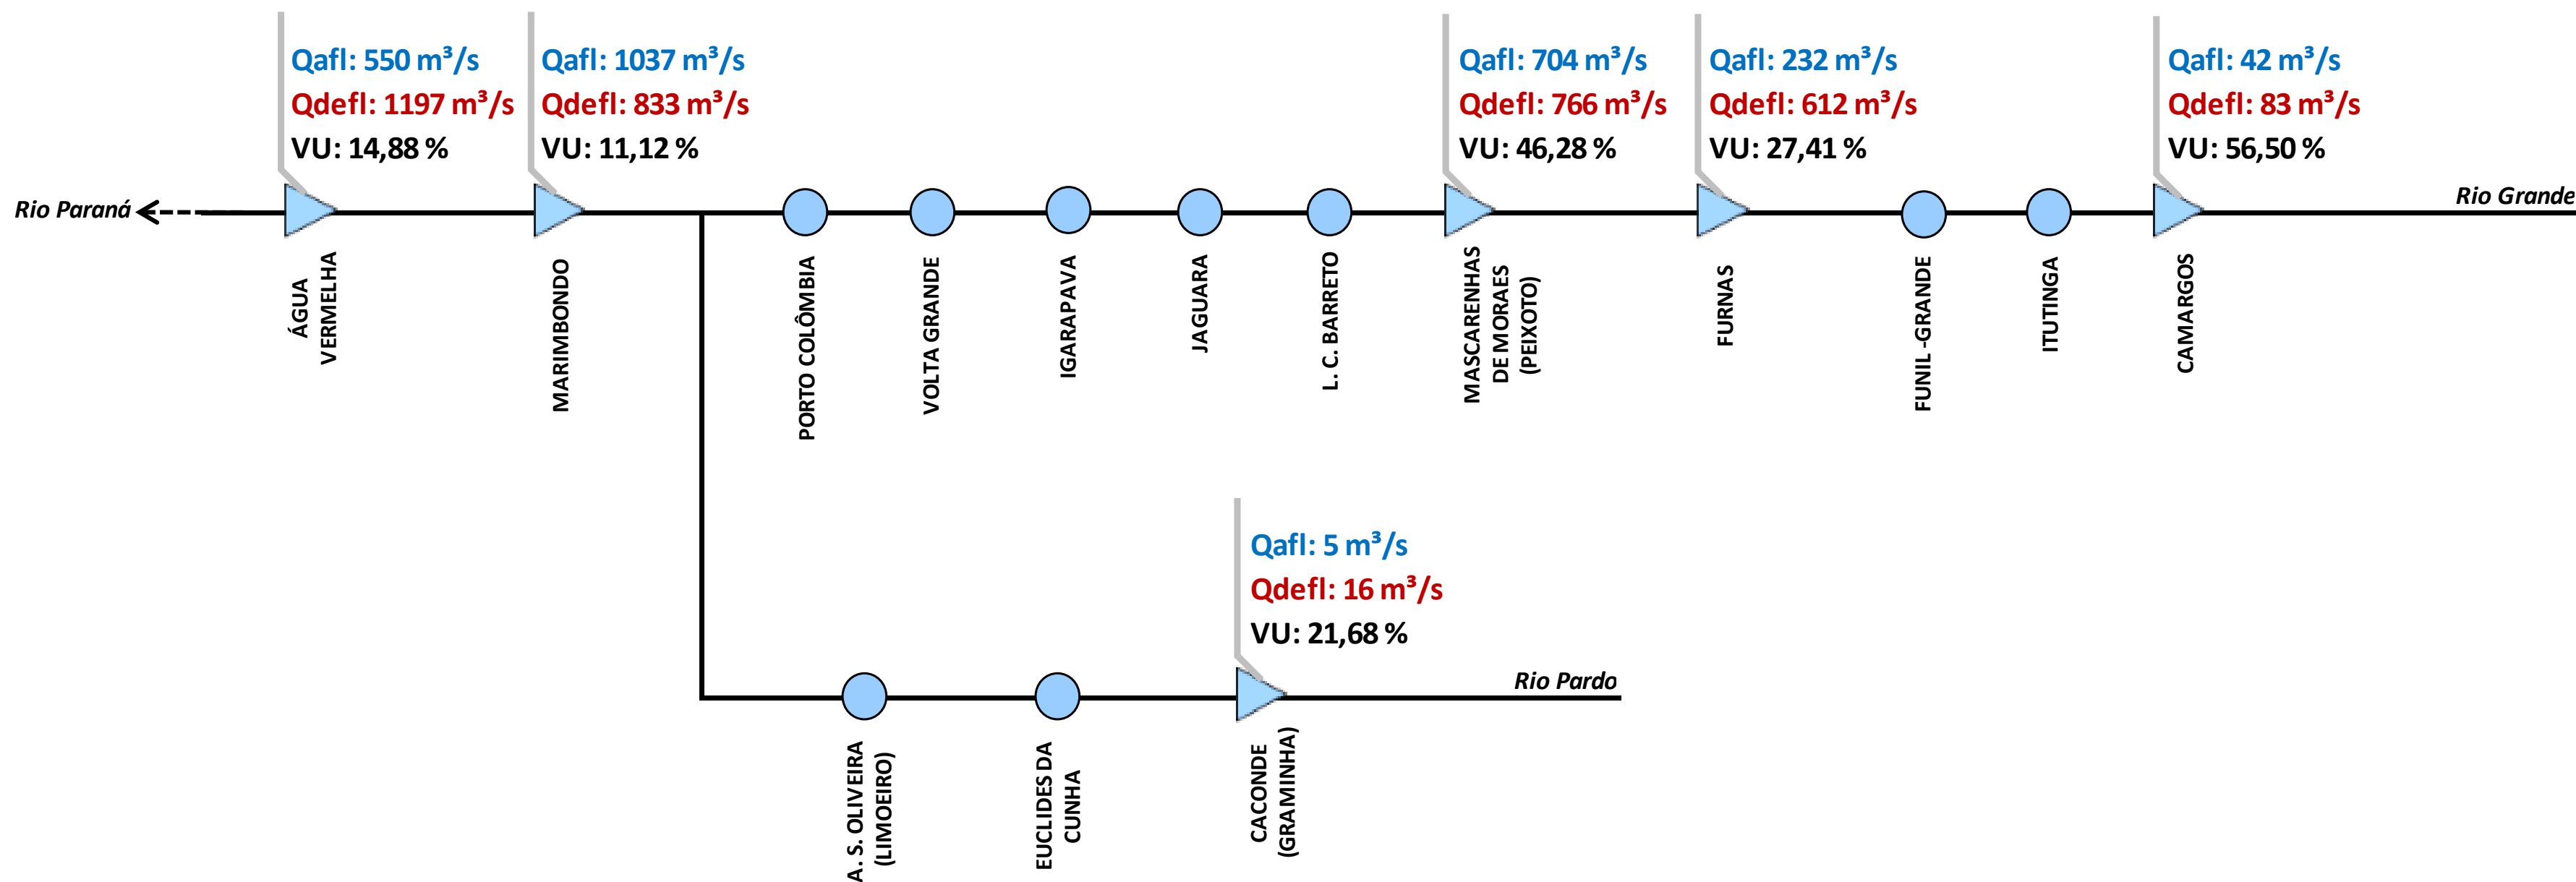 Qafl: 550 m³/s
Qdefl: 1197 m³/s
VU: 14,88 %
Qafl: 1037 m³/s
Qdefl: 833 m³/s
VU: 11,12 %
Qafl: 704 m³/s
Qdefl: 766 m³/s
VU: 46,28 %
Qafl: 232 m³/s
Qdefl: 612 m³/s
VU: 27,41 %
Qafl: 42 m³/s
Qdefl: 83 m³/s
VU: 56,50 %
Rio Paraná
Rio Grande
ÁGUA
VERMELHA
MARIMBONDO
PORTO COLÔMBIA
VOLTA GRANDE
IGARAPAVA
JAGUARA
L. C. BARRETO
MASCARENHAS
DE MORAES
(PEIXOTO)
FURNAS
FUNIL -GRANDE
ITUTINGA
CAMARGOS
Qafl: 5 m³/s
Qdefl: 16 m³/s
VU: 21,68 %
Rio Pardo
A. S. OLIVEIRA
(LIMOEIRO)
EUCLIDES DA
CUNHA
CACONDE
(GRAMINHA)